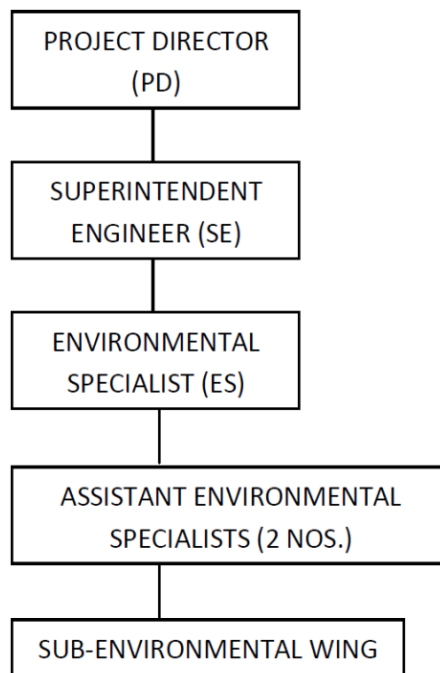 PROJECT DIRECTOR
(PD)
SUPERINTENDENT
ENGINEER (SE)
ENVIRONMENTAL
SPECIALIST (ES)
ASSISTANT ENVIRONMENTAL
SPECIALISTS (2 NOS.)
SUB-ENVIRONMENTAL WING